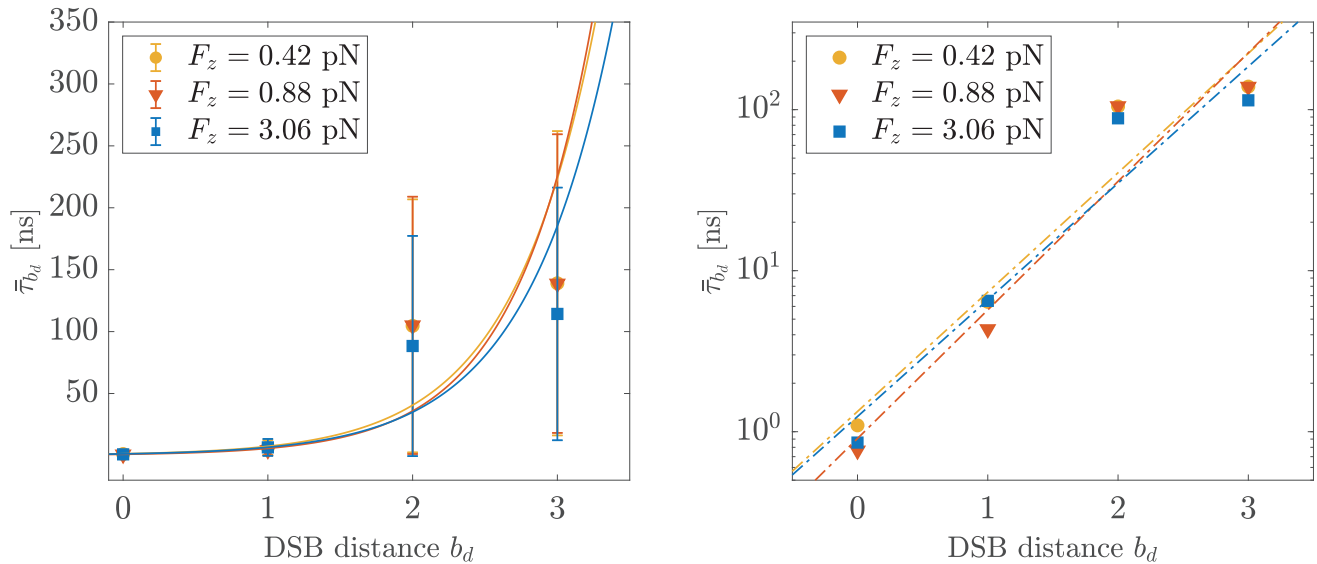 350
300
250
200
150
100
50
τ̿_{b_d} [ns]
F_z = 0.42 pN
F_z = 0.88 pN
F_z = 3.06 pN
0 1 2 3
DSB distance b_d
10^2
10^1
10^0
τ̿_{b_d} [ns]
F_z = 0.42 pN
F_z = 0.88 pN
F_z = 3.06 pN
0 1 2 3
DSB distance b_d